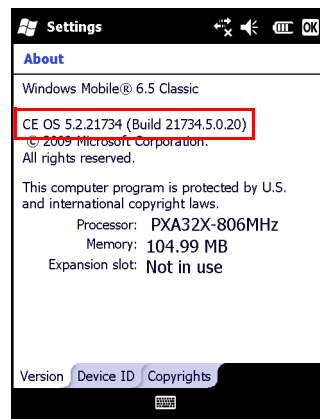 Settings
OK
About
Windows Mobile® 6.5 Classic
CE OS 5.2.21734 (Build 21734.5.0.20)
© 2009 Microsoft Corporation.
All rights reserved.
This computer program is protected by U.S.
and international copyright laws.
Processor: PXA32X-806MHz
Memory: 104.99 MB
Expansion slot: Not in use
Version Device ID Copyrights